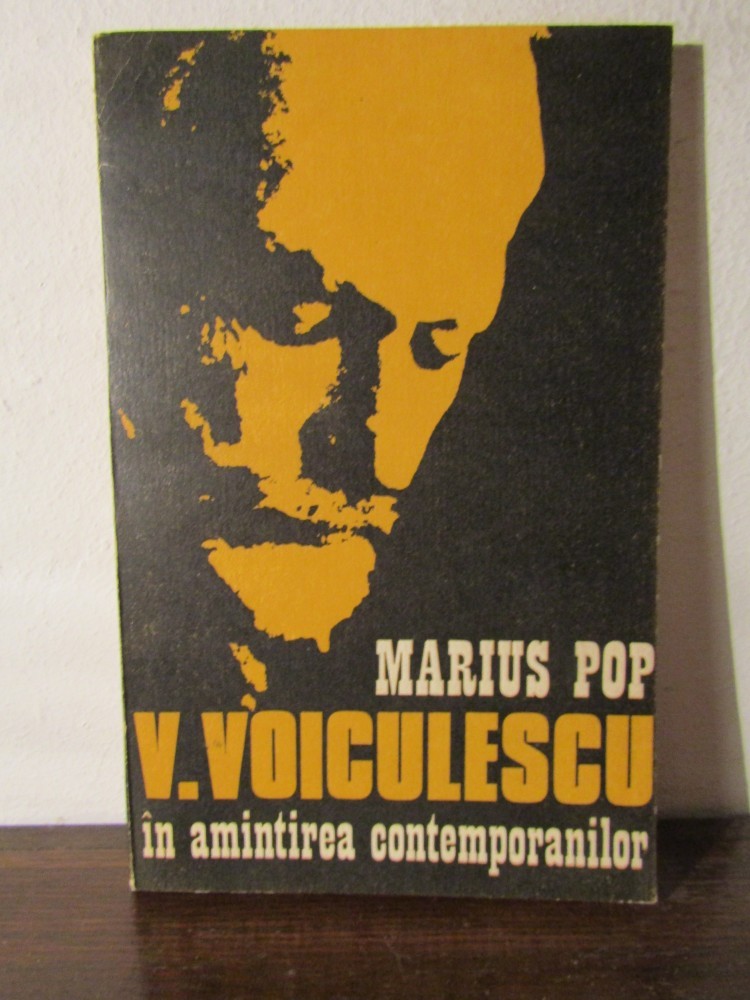 MARIUS POP
V. VOICULESCU
în amintirea contemporanilor